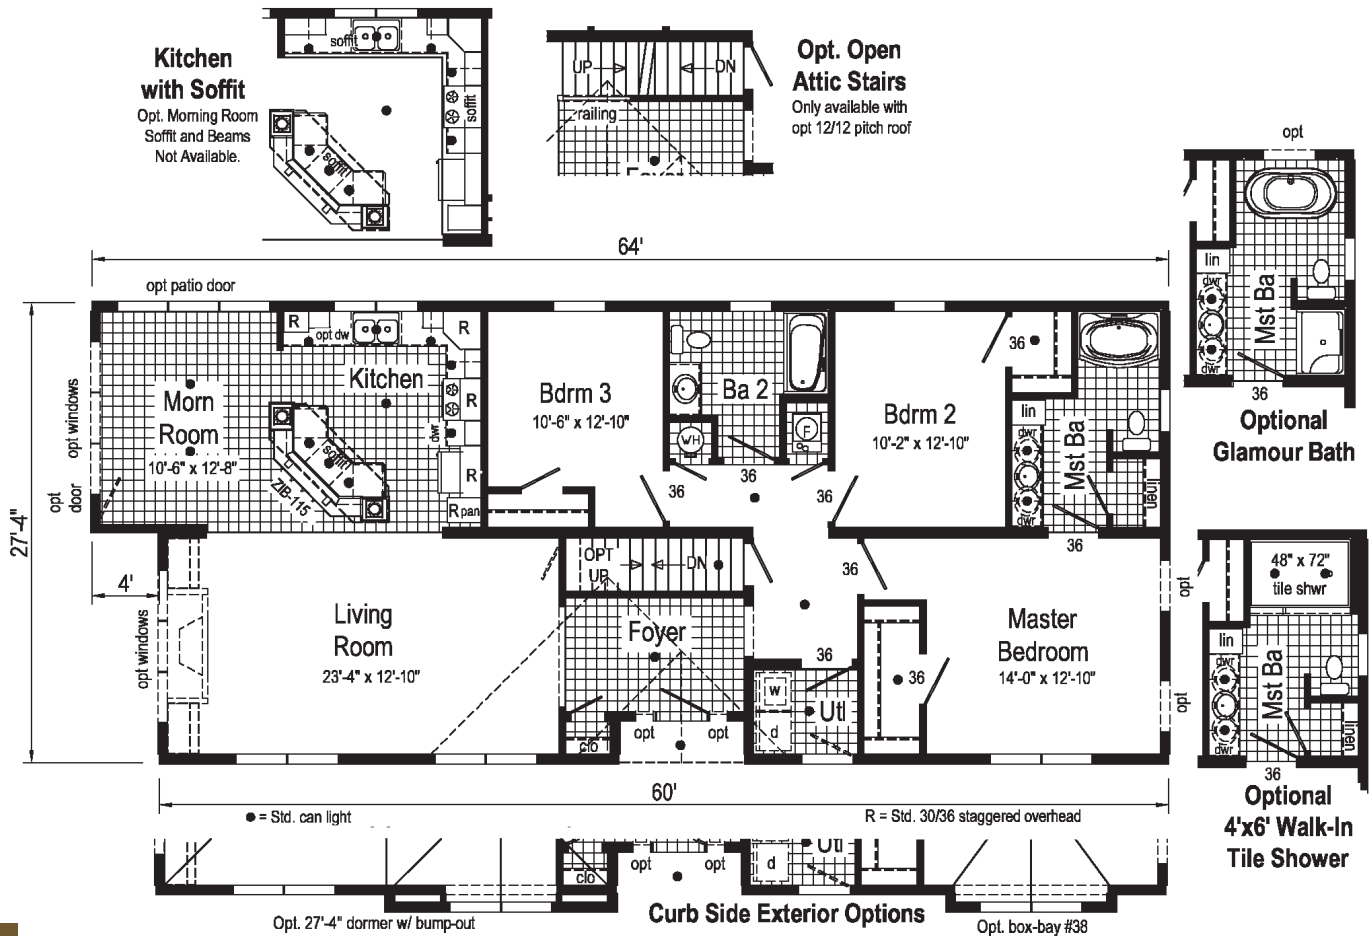 Kitchen
with Soffit
Opt. Morning Room
Soffit and Beams
Not Available.
soffit
soffit
soffit
UP
DN
railing
Foyer
Opt. Open
Attic Stairs
Only available with
opt 12/12 pitch roof
opt
lin
dwr
dwr
Mst Ba
36
Optional
Glamour Bath
64'
opt patio door
27'-4"
opt windows
opt
door
Morn
Room
10'-6" x 12'-8"
R
opt dw
R
Kitchen
R
dwr
R
R pan
soffit
ZIB-115
Bdrm 3
10'-6" x 12'-10"
Ba 2
WH
F
36
36
36
Bdrm 2
10'-2" x 12'-10"
36
lin
dwr
dwr
Mst Ba
linen
36
4'
opt windows
Living
Room
23'-4" x 12'-10"
OPT
UP
DN
Foyer
clo
opt
opt
36
36
w
d
Utl
36
Master
Bedroom
14'-0" x 12'-10"
opt
opt
48" x 72"
tile shwr
lin
dwr
dwr
Mst Ba
linen
36
Optional
4'x6' Walk-In
Tile Shower
60'
● = Std. can light
R = Std. 30/36 staggered overhead
clo
opt
opt
d
Utl
Opt. 27'-4" dormer w/ bump-out
Curb Side Exterior Options
Opt. box-bay #38